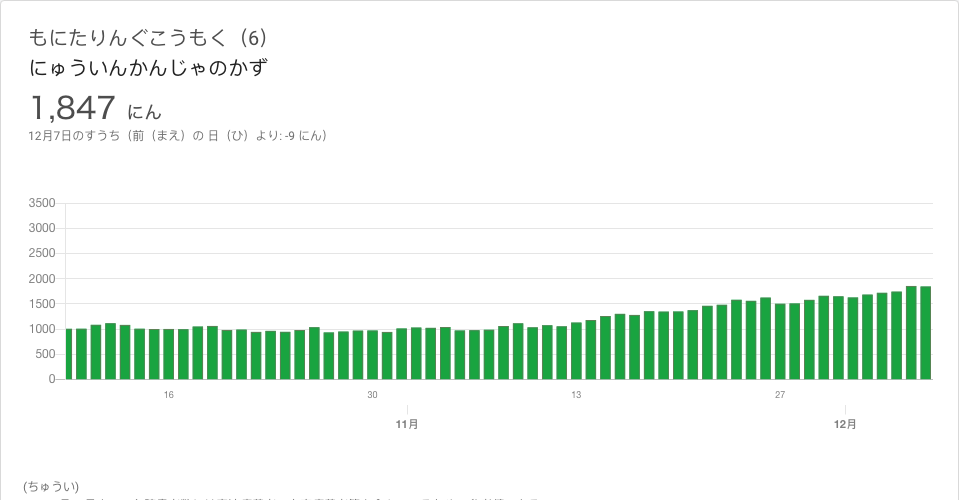 もにたりんぐこうもく（6）
にゅういんかんじゃのかず
1,847 にん
12月7日のすうち（前（まえ）の 日（ひ）より: -9 にん）
3500
3000
2500
2000
1500
1000
500
0
16 30 13 27
11月 12月
(ちゅうい)